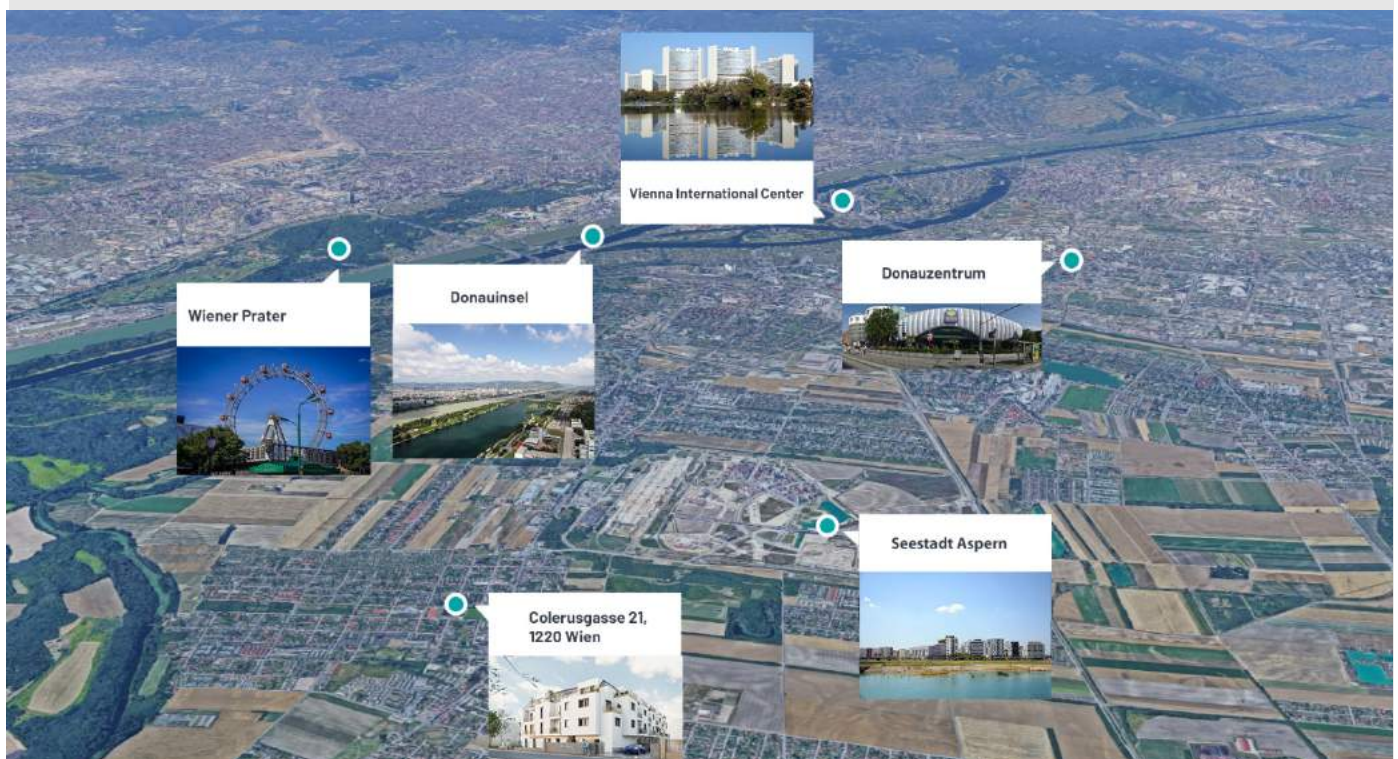 Vienna International Center
Donauzentrum
Donauinsel
Wiener Prater
Seestadt Aspern
Colerusgasse 21,
1220 Wien